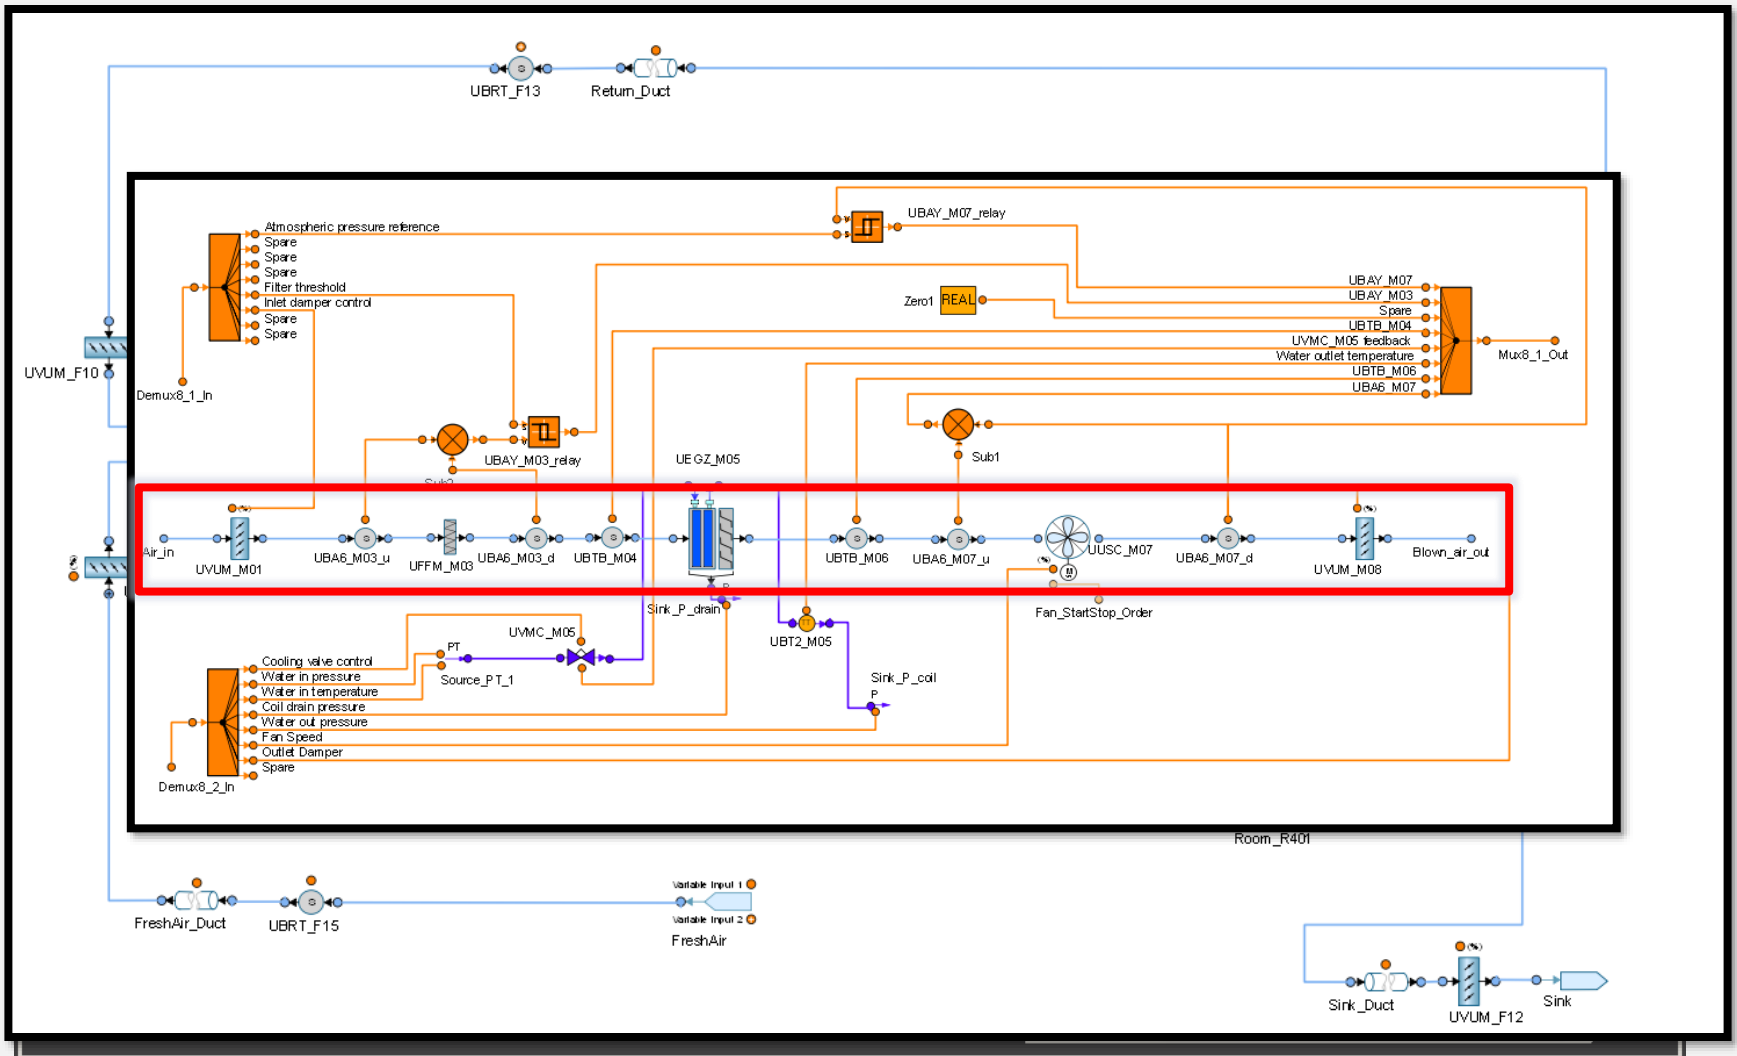 UBRT_F13
Return_Duct
UVUM_F10
Atmospheric pressure reference
Spare
Spare
Spare
Filter threshold
Inlet damper control
Spare
Spare
Demux8_1_In
UBAY_M07_relay
Zero1
REAL
UBAY_M07
UBAY_M03
Spare
UBTB_M04
UVMC_M05 feedback
Water outlet temperature
UBTB_M06
UBA6_M07
Mux8_1_Out
UBAY_M03_relay
Sub1
UEGZ_M05
(%)
(%)
Air_in
UVUM_M01
UBA6_M03_u
UFFM_M03
UBA6_M03_d
UBTB_M04
UBTB_M06
UBA6_M07_u
UUSC_M07
(%)
M
UBA6_M07_d
UVUM_M08
Blown_air_out
Sink_P_drain
Fan_StartStop_Order
UVMC_M05
UBT2_M05
PT
Source_PT_1
Sink_P_coil
P
Cooling valve control
Water in pressure
Water in temperature
Coil drain pressure
Water out pressure
Fan Speed
Outlet Damper
Spare
Demux8_2_In
Room_R401
FreshAir_Duct
UBRT_F15
Variable Input 1
Variable Input 2
FreshAir
(%)
Sink_Duct
UVUM_F12
Sink